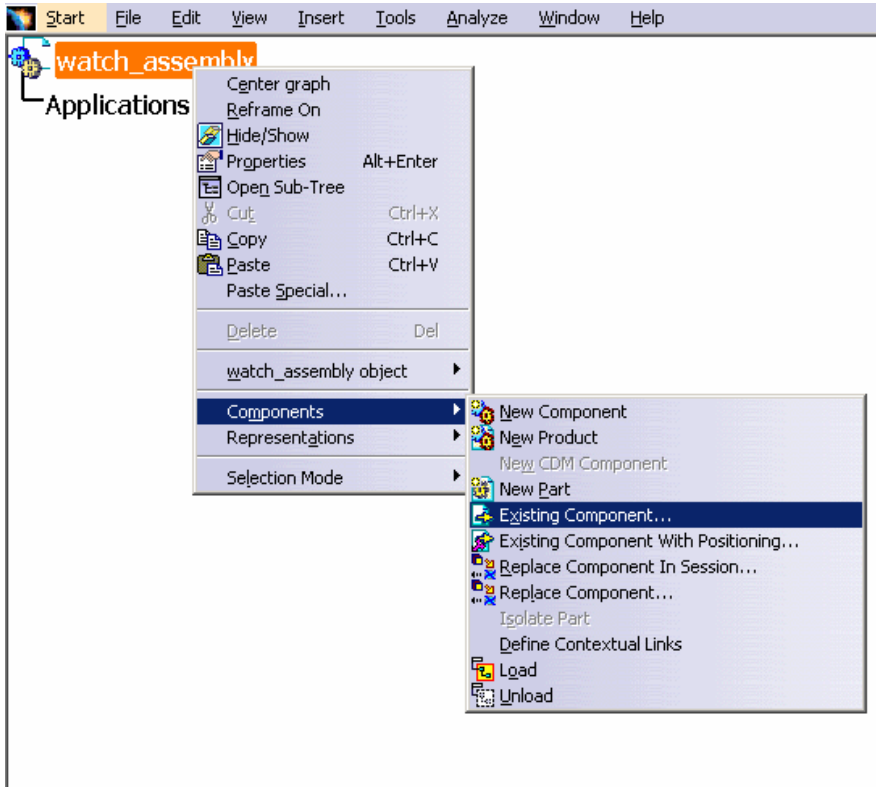 Start File Edit View Insert Tools Analyze Window Help
watch_assembly
Applications
Center graph
Reframe On
Hide/Show
Properties Alt+Enter
Open Sub-Tree
Cut Ctrl+X
Copy Ctrl+C
Paste Ctrl+V
Paste Special...
Delete Del
watch_assembly object
Components
Representations
Selection Mode
New Component
New Product
New CDM Component
New Part
Existing Component...
Existing Component With Positioning...
Replace Component In Session...
Replace Component...
Isolate Part
Define Contextual Links
Load
Unload